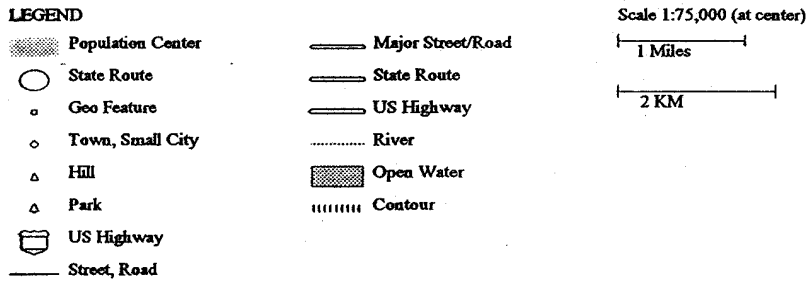 LEGEND
Population Center
State Route
Geo Feature
Town, Small City
Hill
Park
US Highway
Street, Road
Major Street/Road
State Route
US Highway
River
Open Water
Contour
Scale 1:75,000 (at center)
1 Miles
2 KM